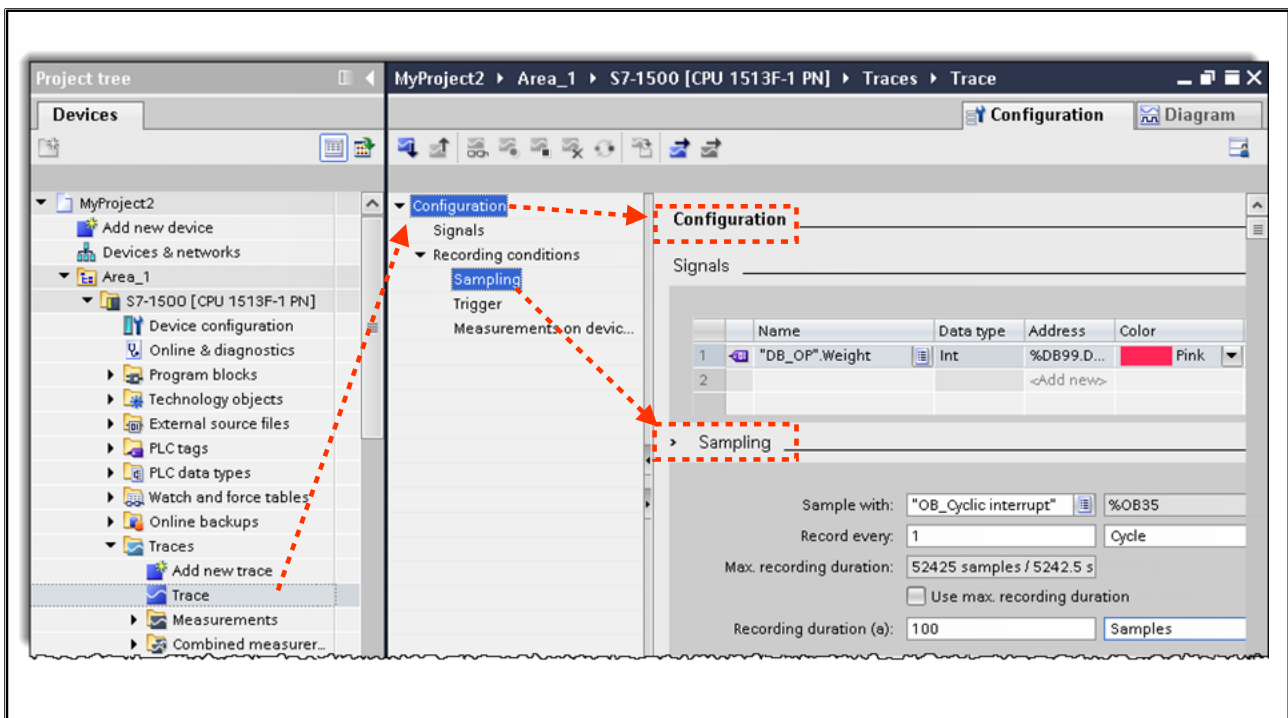 Project tree
Devices
MyProject2
Add new device
Devices & networks
Area_1
S7-1500 [CPU 1513F-1 PN]
Device configuration
Online & diagnostics
Program blocks
Technology objects
External source files
PLC tags
PLC data types
Watch and force tables
Online backups
Traces
Add new trace
Trace
Measurements
Combined measurer...
MyProject2 Area_1 S7-1500 [CPU 1513F-1 PN] Traces Trace
Configuration Diagram
Configuration
Signals
Recording conditions
Sampling
Trigger
Measurements on devic...
Configuration
Signals
Name Data type Address Color
1 "DB_OP".Weight Int %DB99.D... Pink
2 <Add new>
Sampling
Sample with: "OB_Cyclic interrupt" %OB35
Record every: 1 Cycle
Max. recording duration: 52425 samples / 5242.5 s
Use max. recording duration
Recording duration (a): 100 Samples